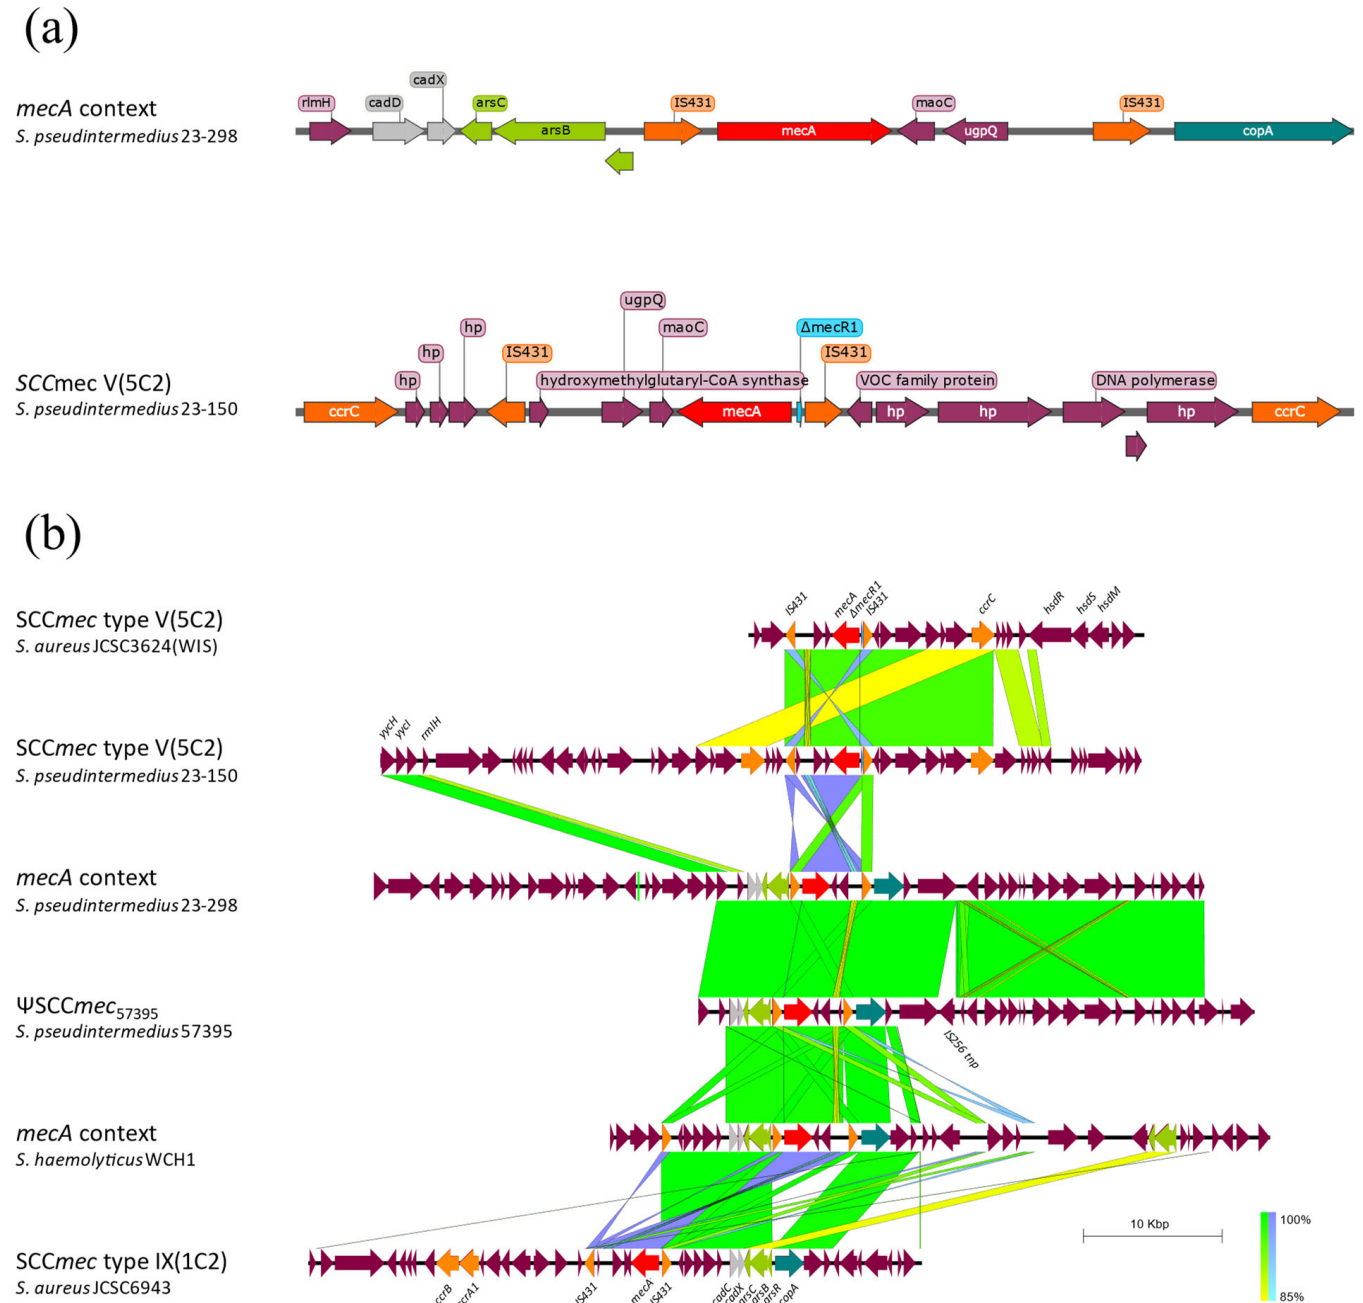 (a)
mecA context
S. pseudintermedius 23-298
rlmH
cadD
cadX
arsC
arsB
IS431
mecA
maoC
ugpQ
IS431
copA
SCCmec V(5C2)
S. pseudintermedius 23-150
ccrC
hp
hp
hp
IS431
hydroxymethylglutaryl-CoA synthase
ugpQ
maoC
mecA
ΔmecR1
IS431
VOC family protein
hp
hp
DNA polymerase
hp
ccrC
(b)
SCCmec type V(5C2)
S. aureus JCSC3624(WIS)
IS431
mecA
ΔmecR1
IS431
ccrC
hsdR
hsdS
hsdM
SCCmec type V(5C2)
S. pseudintermedius 23-150
yycH
yycI
rmlH
mecA context
S. pseudintermedius 23-298
ΨSCCmec57395
S. pseudintermedius 57395
IS256 tnp
mecA context
S. haemolyticus WCH1
SCCmec type IX(1C2)
S. aureus JCSC6943
ccrB
ccrA1
IS431
mecA
IS431
cadC
cadX
arsC
arsB
arsR
copA
10 Kbp
100%
85%